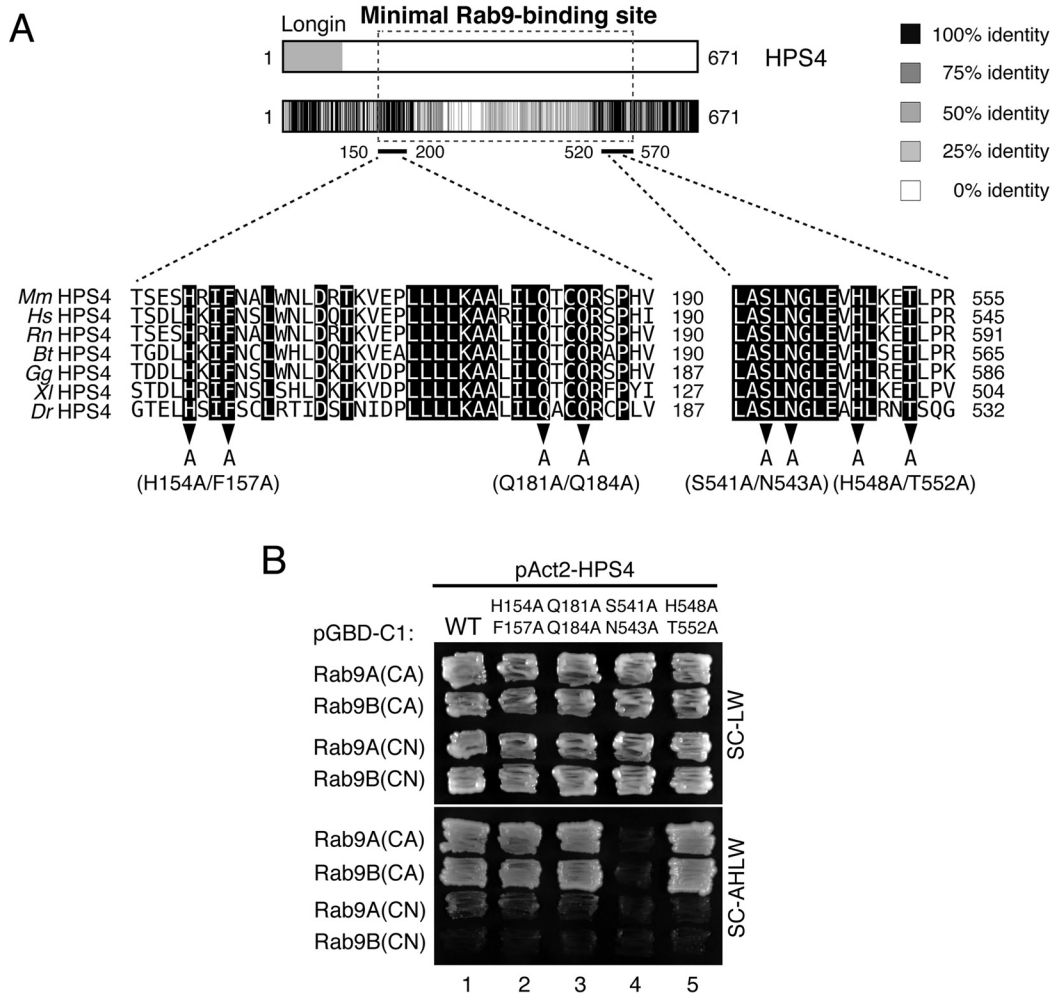 A
Minimal Rab9-binding site
Longin
1 671 HPS4
1 671
150 200 520 570
100% identity
75% identity
50% identity
25% identity
0% identity
Mm HPS4 TSESHRIFNALWNLDRTKVEPLLLLKAALILQTCQRSPHV 190 LASLNGLEVHLKETLPR 555
Hs HPS4 TSDLHKIFNSLWNLDQTKVEPLLLLKAARILQTCQRSPHI 190 LASLNGLEVHLKETLPR 545
Rn HPS4 TSESHRIFNALWNLDRTKVEPLLLLKAALILQTCQRSPHV 190 LASLNGLEVHLKETLPR 591
Bt HPS4 TGDLHKIFNCLWHLDQTKVEALLLLKAALILQTCQRAPHV 190 LASLNGLEVHLSETLPR 565
Gg HPS4 TDDLHKIFNSLWNLDKTKVDPLLLLKAALILQTCQRSPHV 187 LASLNGLEVHLRETLPK 586
Xl HPS4 STDLHRIFNSLSHLDKTKVDPLLLLKAALILQTCQRFPYI 127 LASLNGLEVHLKETLPV 504
Dr HPS4 GTELHSIFSCLRTIDSTNIDPLLLLKAALILQACQRCPLV 187 LASLNGLEAHLRNTSQG 532
A A A A A A A A
(H154A/F157A) (Q181A/Q184A) (S541A/N543A) (H548A/T552A)
B
pAct2-HPS4
H154A Q181A S541A H548A
pGBD-C1: WT F157A Q184A N543A T552A
Rab9A(CA)
Rab9B(CA)
Rab9A(CN)
Rab9B(CN)
SC-LW
Rab9A(CA)
Rab9B(CA)
Rab9A(CN)
Rab9B(CN)
SC-AHLW
1 2 3 4 5